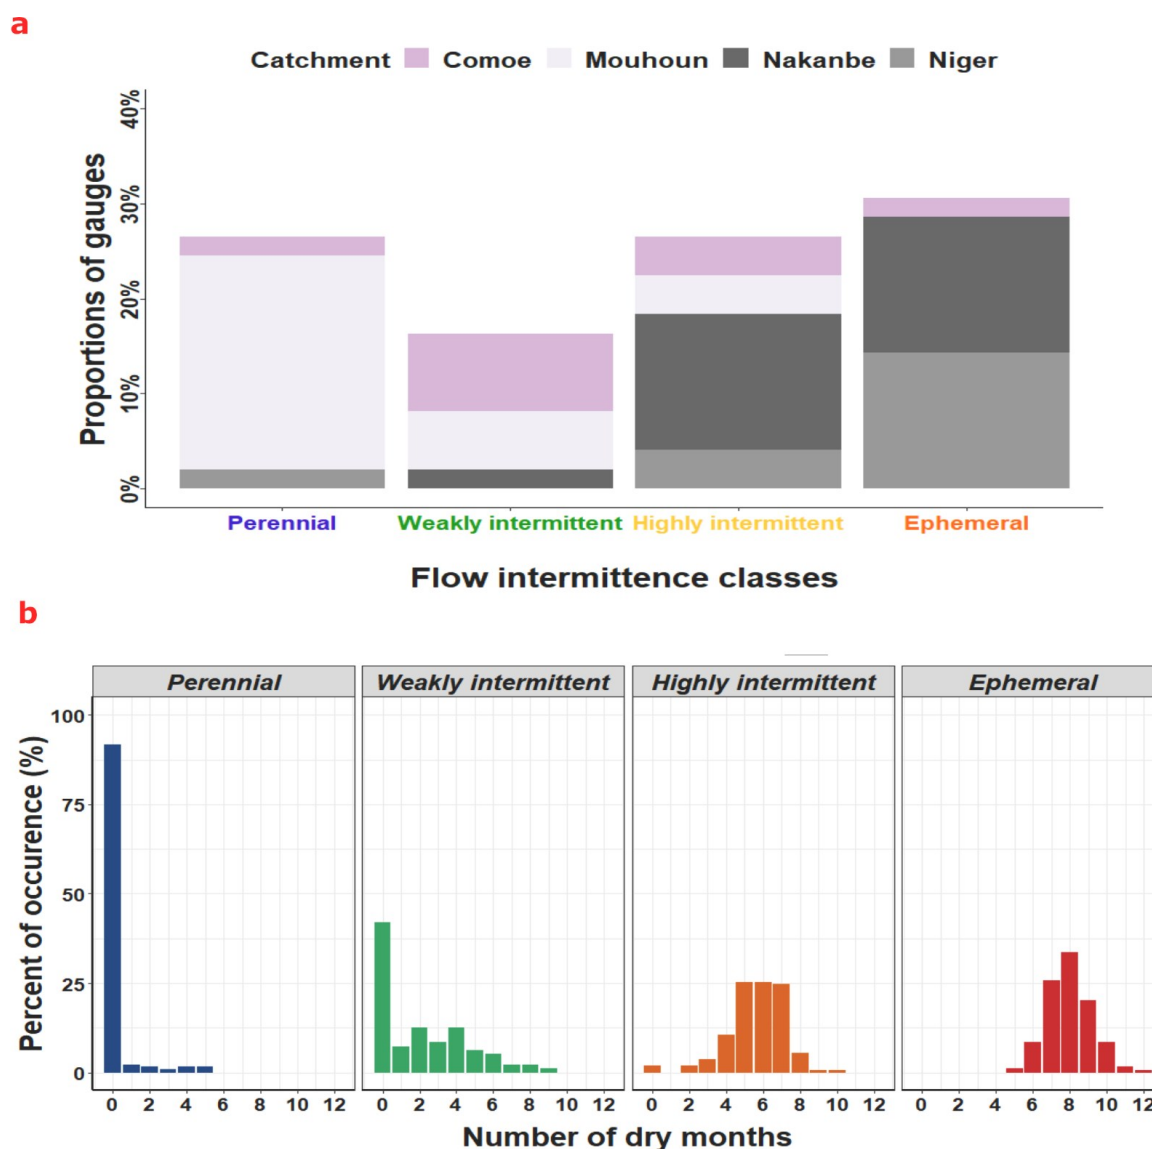 a
Catchment Comoe Mouhoun Nakanbe Niger
Proportions of gauges
40%
30%
20%
10%
0%
Perennial Weakly intermittent Highly intermittent Ephemeral
Flow intermittence classes
b
Perennial Weakly intermittent Highly intermittent Ephemeral
Percent of occurence (%)
100
75
50
25
0
0 2 4 6 8 10 12 0 2 4 6 8 10 12 0 2 4 6 8 10 12 0 2 4 6 8 10 12
Number of dry months